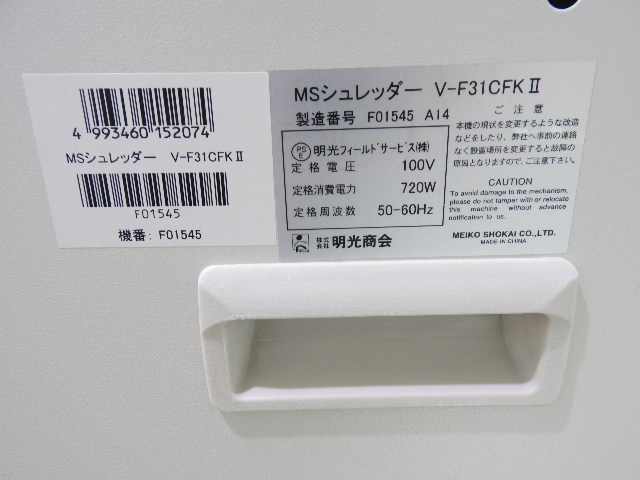 4 993460 152074
MSシュレッダー V-F31CFKⅡ
F01545
機番: F01545
MSシュレッダー V-F31CFKⅡ
製造番号 F01545 A14
PSE 明光フィールドサービス(株)
定格電圧 100V
定格消費電力 720W
定格周波数 50-60Hz
株式会社 明光商会
ご注意
本機の現状を変更するような改造
などをしたり、弊社へ事前の連絡
なく設置場所を変更すると故障の
原因となりますので、ご注意下さい。
CAUTION
To avoid damage to the mechanism,
please do not tamper with or relocate
this machine without advance
notification to us.
MEIKO SHOKAI CO.,LTD.
MADE IN CHINA